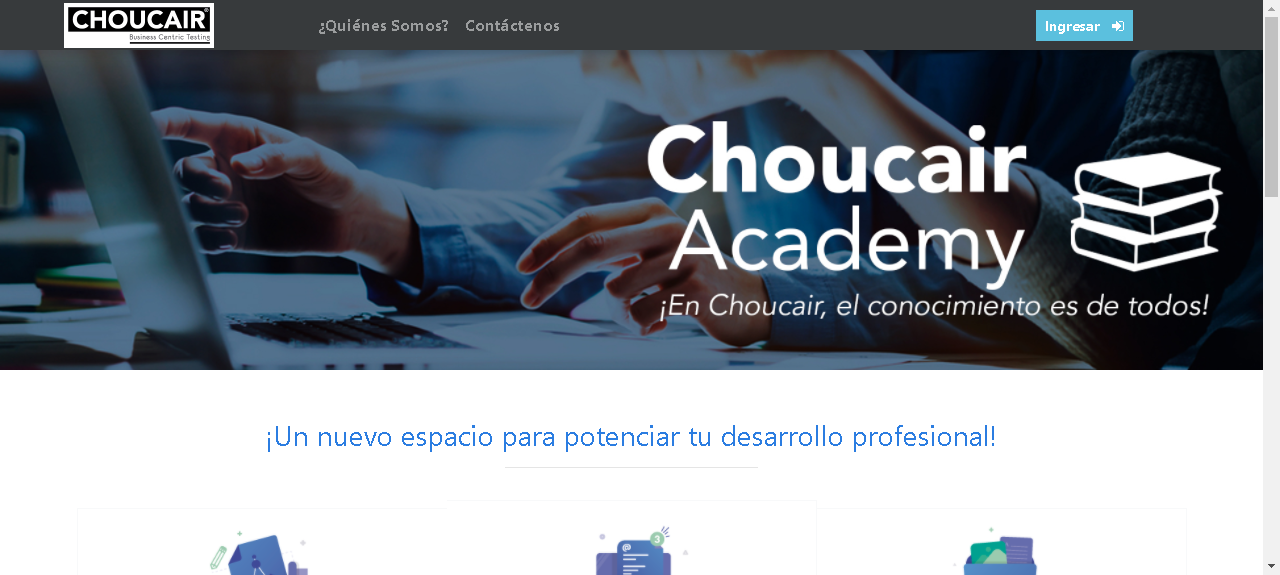 CHOUCAIR®
Business Centric Testing
¿Quiénes Somos? Contáctenos
Ingresar
Choucair
Academy
¡En Choucair, el conocimiento es de todos!
¡Un nuevo espacio para potenciar tu desarrollo profesional!
@
3